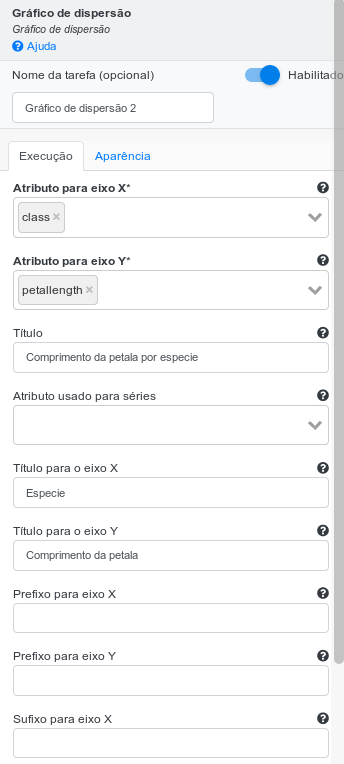 Gráfico de dispersão
Gráfico de dispersão
? Ajuda
Nome da tarefa (opcional) Habilitado
Gráfico de dispersão 2
Execução Aparência
Atributo para eixo X* ?
class ×
Atributo para eixo Y* ?
petallength ×
Título ?
Comprimento da petala por especie
Atributo usado para séries ?
Título para o eixo X ?
Especie
Título para o eixo Y ?
Comprimento da petala
Prefixo para eixo X ?
Prefixo para eixo Y ?
Sufixo para eixo X ?